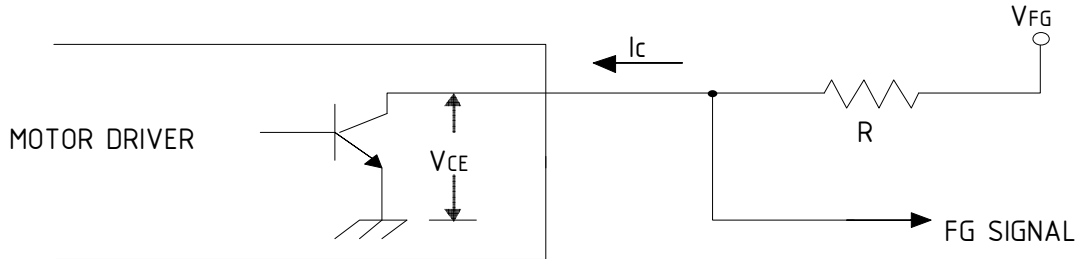 VFG
Ic
MOTOR DRIVER
VCE
R
FG SIGNAL